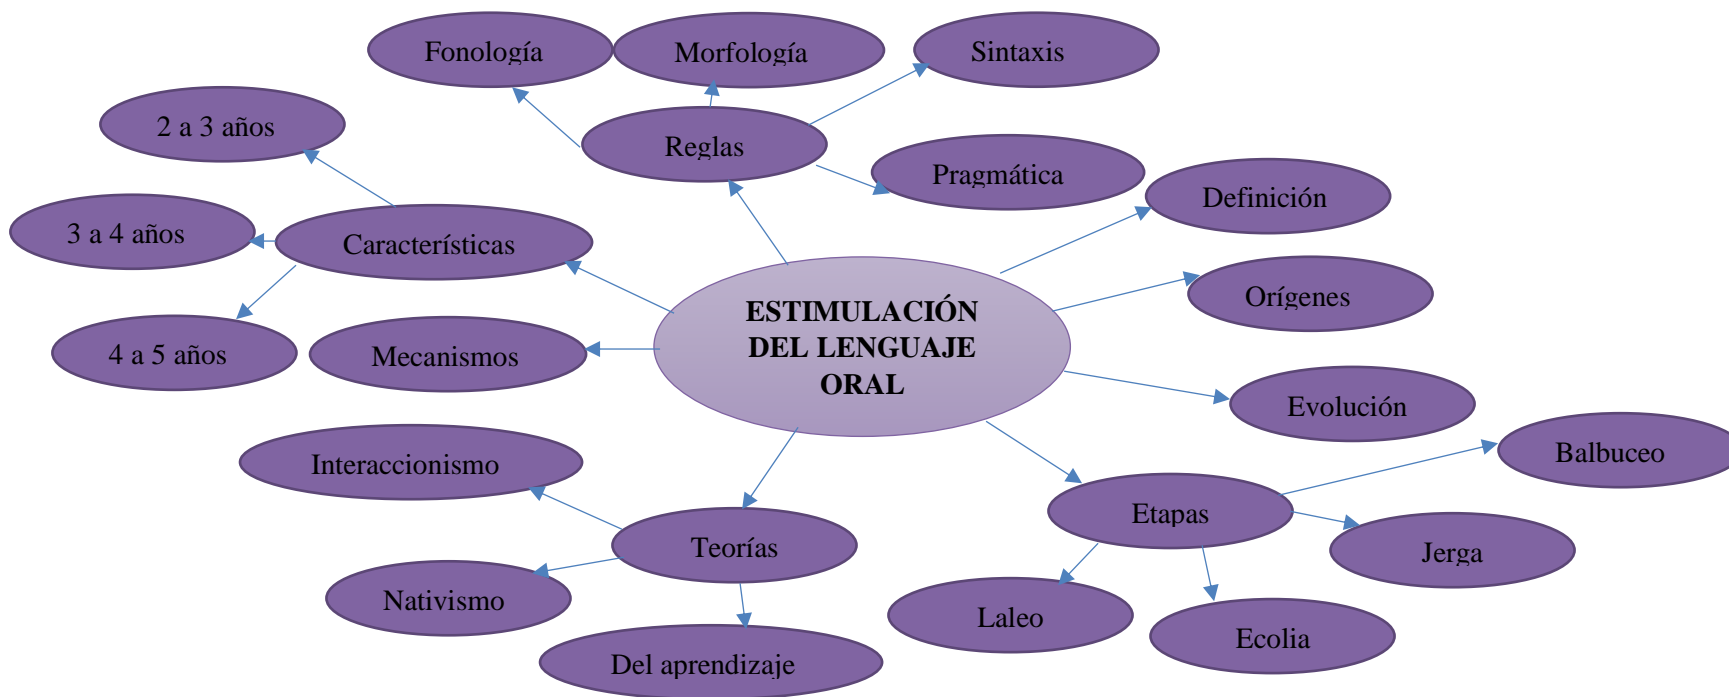 Fonología
Morfología
Sintaxis
2 a 3 años
Reglas
Pragmática
Definición
3 a 4 años
Característícas
Orígenes
ESTIMULACIÓN
DEL LENGUAJE
ORAL
4 a 5 años
Mecanismos
Evolución
Interaccionismo
Balbuceo
Etapas
Teorías
Jerga
Nativismo
Laleo
Ecolia
Del aprendizaje